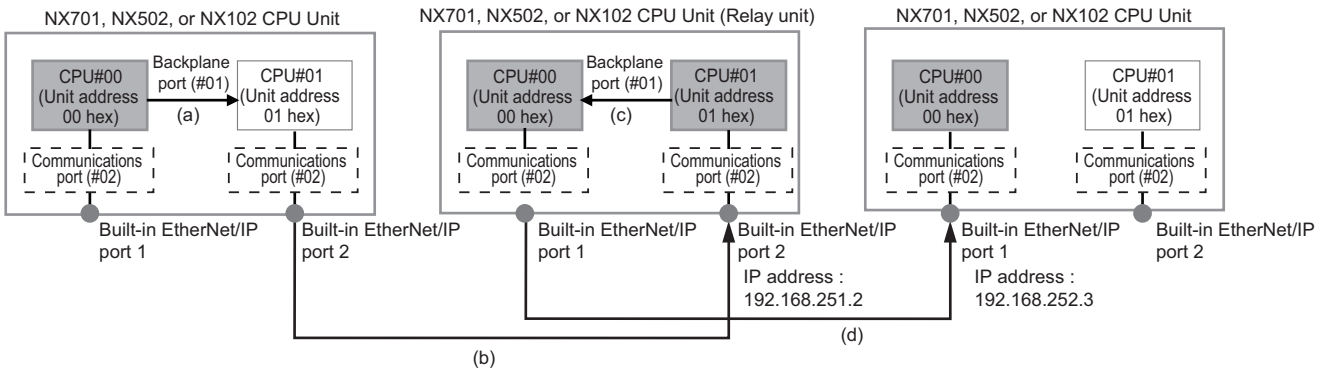 NX701, NX502, or NX102 CPU Unit
CPU#00
(Unit address
00 hex)
Backplane
port (#01)
(a)
CPU#01
(Unit address
01 hex)
Communications
port (#02)
Communications
port (#02)
Built-in EtherNet/IP
port 1
Built-in EtherNet/IP
port 2
NX701, NX502, or NX102 CPU Unit (Relay unit)
CPU#00
(Unit address
00 hex)
Backplane
port (#01)
(c)
CPU#01
(Unit address
01 hex)
Communications
port (#02)
Communications
port (#02)
Built-in EtherNet/IP
port 1
Built-in EtherNet/IP
port 2
IP address :
192.168.251.2
NX701, NX502, or NX102 CPU Unit
CPU#00
(Unit address
00 hex)
CPU#01
(Unit address
01 hex)
Communications
port (#02)
Communications
port (#02)
Built-in EtherNet/IP
port 1
IP address :
192.168.252.3
Built-in EtherNet/IP
port 2
(d)
(b)